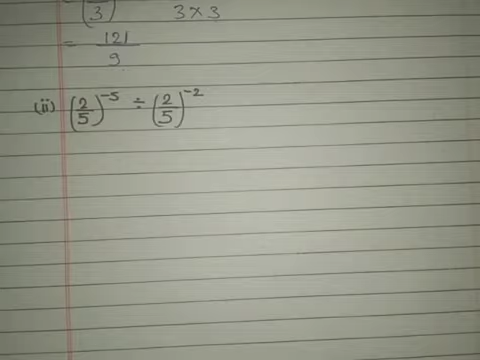 (3) 3 × 3
= 121/9
(ii) (2/5)^-5 ÷ (2/5)^-2